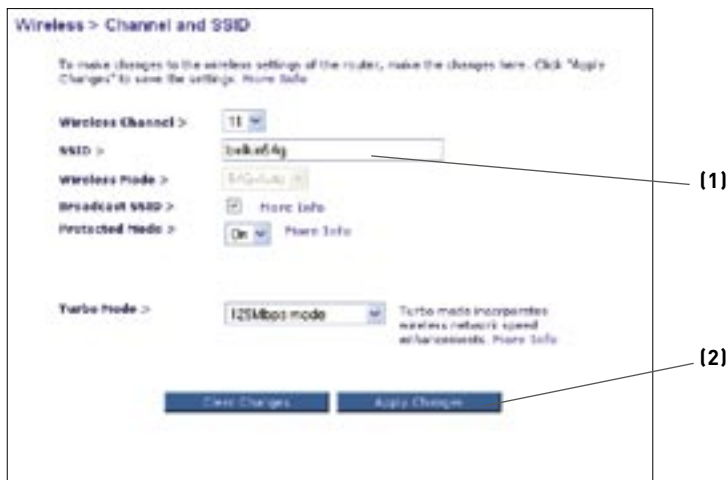 Wireless > Channel and SSID
To make changes to the wireless settings of the router, make the changes here. Click "Apply
Changes" to save the settings. More Info
Wireless Channel > 11
SSID > belkin54g
(1)
Wireless Mode >
Broadcast SSID > More Info
Protected Mode > On More Info
Turbo Mode > 125Mbps mode Turbo mode incorporates
wireless network speed
enhancements. More Info
(2)
Clear Changes Apply Changes